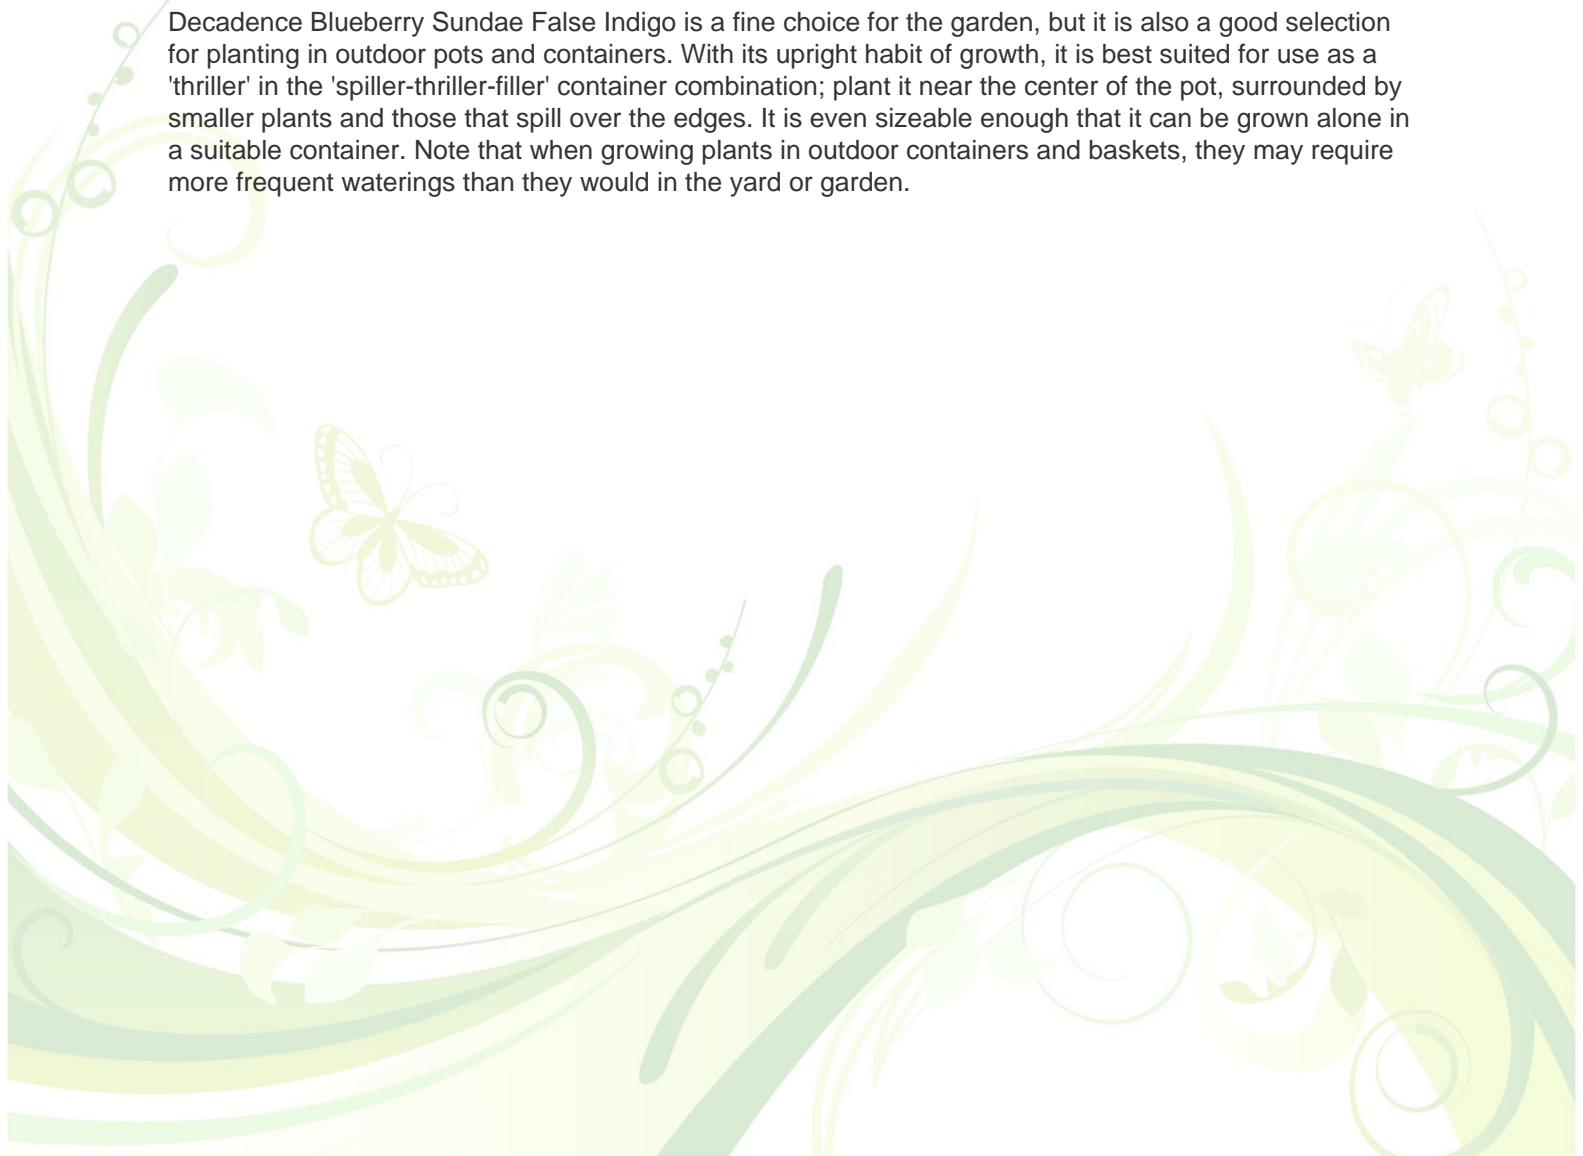 Decadence Blueberry Sundae False Indigo is a fine choice for the garden, but it is also a good selection
for planting in outdoor pots and containers. With its upright habit of growth, it is best suited for use as a
'thriller' in the 'spiller-thriller-filler' container combination; plant it near the center of the pot, surrounded by
smaller plants and those that spill over the edges. It is even sizeable enough that it can be grown alone in
a suitable container. Note that when growing plants in outdoor containers and baskets, they may require
more frequent waterings than they would in the yard or garden.